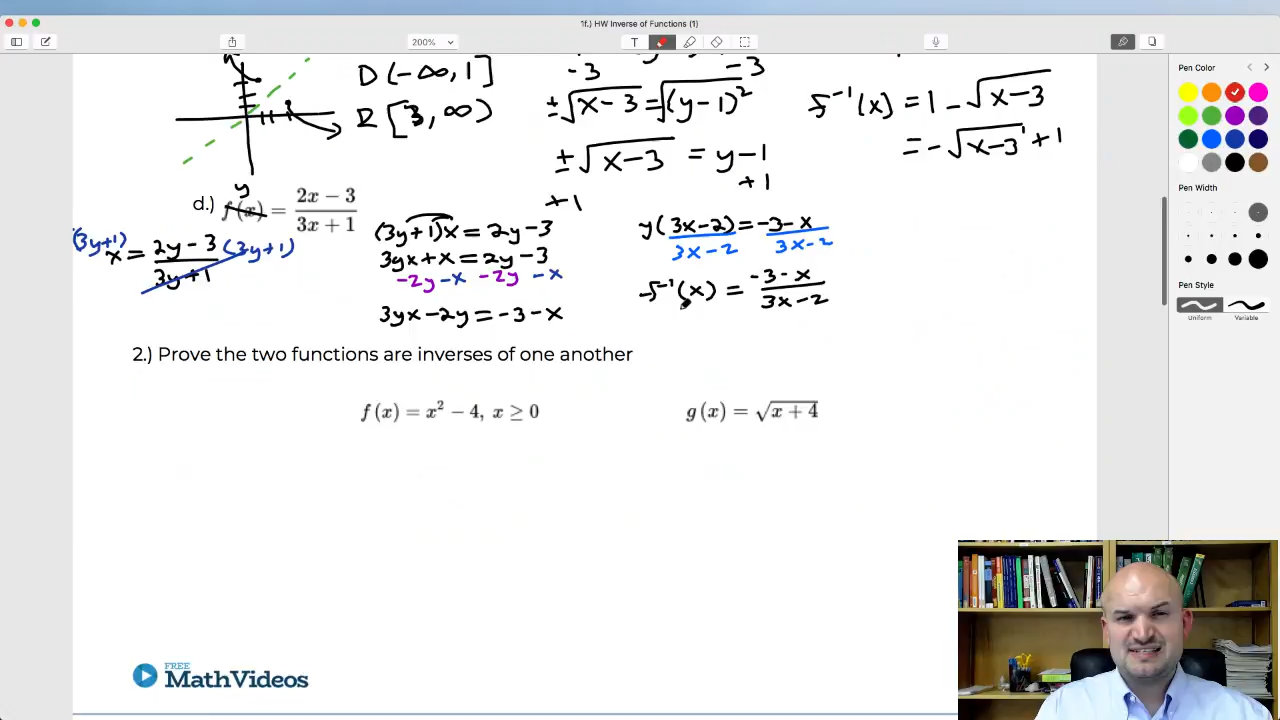 1f.) HW Inverse of Functions (1)
200%
T
Pen Color
Pen Width
Pen Style
Uniform
Variable
D (-∞, 1]
R [3, ∞)
-3 -3
±√x-3 = √(y-1)²
±√x-3 = y-1
+1 +1
f⁻¹(x) = 1 - √x-3
= -√x-3 + 1
y
d.) f(x) = 2x - 3 / 3x + 1
(3y+1) x = 2y-3 / 3y+1 (3y+1)
(3y+1)x = 2y-3
3yx+x = 2y-3
-2y -x -2y -x
3yx-2y = -3-x
y(3x-2) = -3-x
3x-2 3x-2
f⁻¹(x) = -3-x / 3x-2
2.) Prove the two functions are inverses of one another
f(x) = x² − 4, x ≥ 0
g(x) = √x + 4
FREE
MathVideos